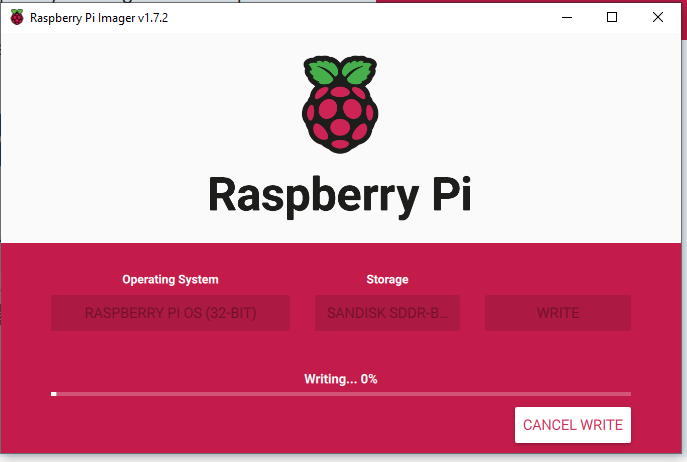 Raspberry Pi Imager v1.7.2
Raspberry Pi
Operating System
Storage
RASPBERRY PI OS (32-BIT)
SANDISK SDDR-B...
WRITE
Writing... 0%
CANCEL WRITE